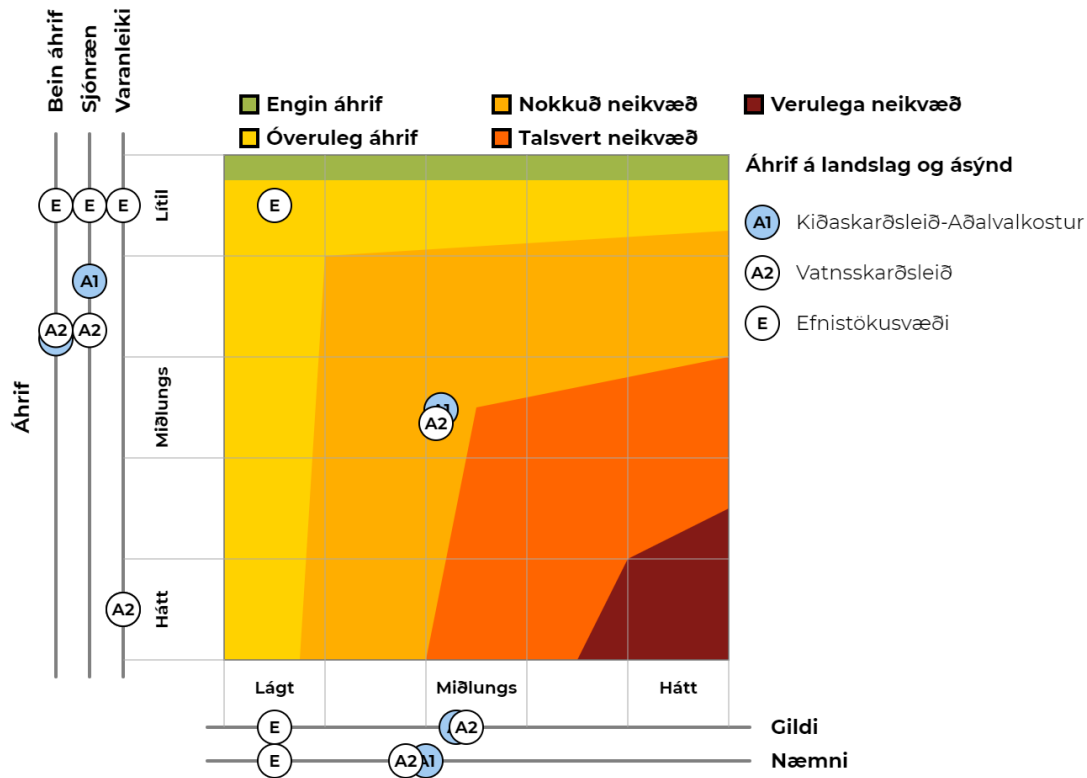 Bein áhrif
Sjónræn
Varanleiki
Engin áhrif
Nokkuð neikvæð
Verulega neikvæð
Óveruleg áhrif
Talsvert neikvæð
Áhrif á landslag og ásýnd
A1 Kiðaskarðsleið-Aðalvalkostur
A2 Vatnsskarðsleið
E Efnistökusvæði
E E E
E
A1
A2 A2
A1
A2
A2
Áhrif
Lítil
Miðlungs
Hátt
Lágt Miðlungs Hátt
E A2 Gildi
E A2 A1 Næmni